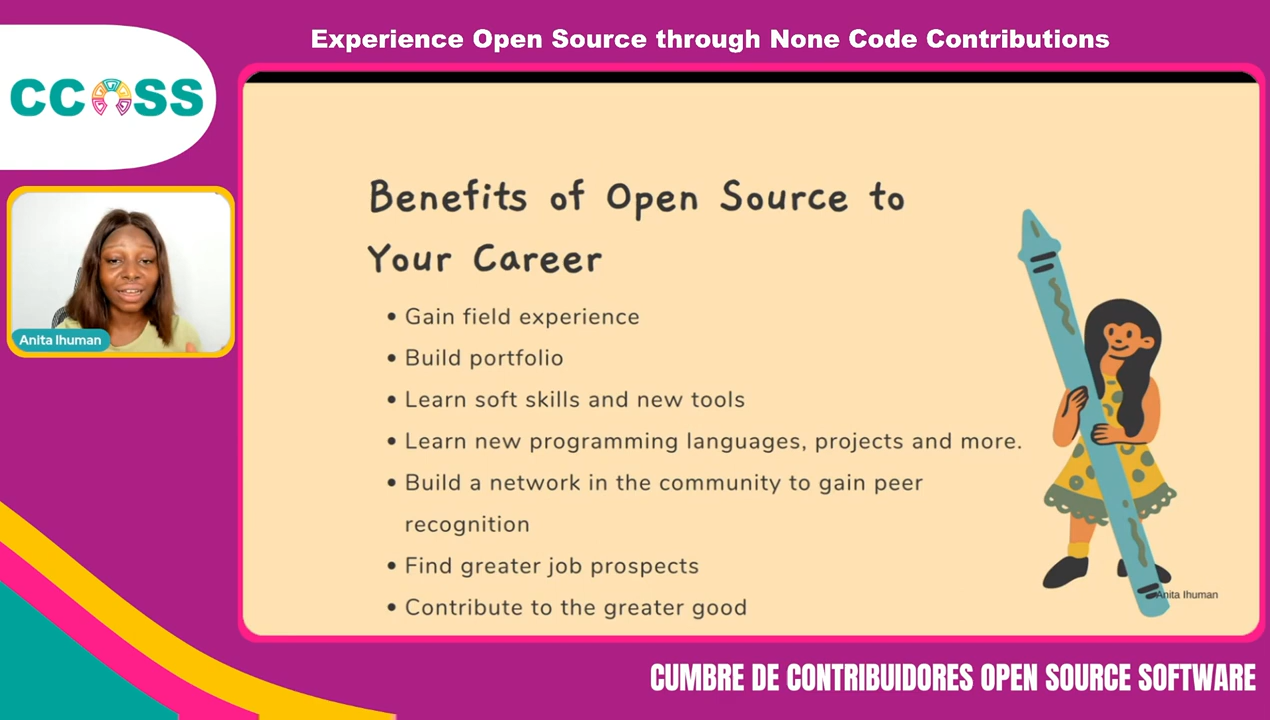 Experience Open Source through None Code Contributions
CCOSS
Anita Ihuman
Benefits of Open Source to
Your Career
• Gain field experience
• Build portfolio
• Learn soft skills and new tools
• Learn new programming languages, projects and more.
• Build a network in the community to gain peer
recognition
• Find greater job prospects
• Contribute to the greater good
Anita Ihuman
CUMBRE DE CONTRIBUIDORES OPEN SOURCE SOFTWARE